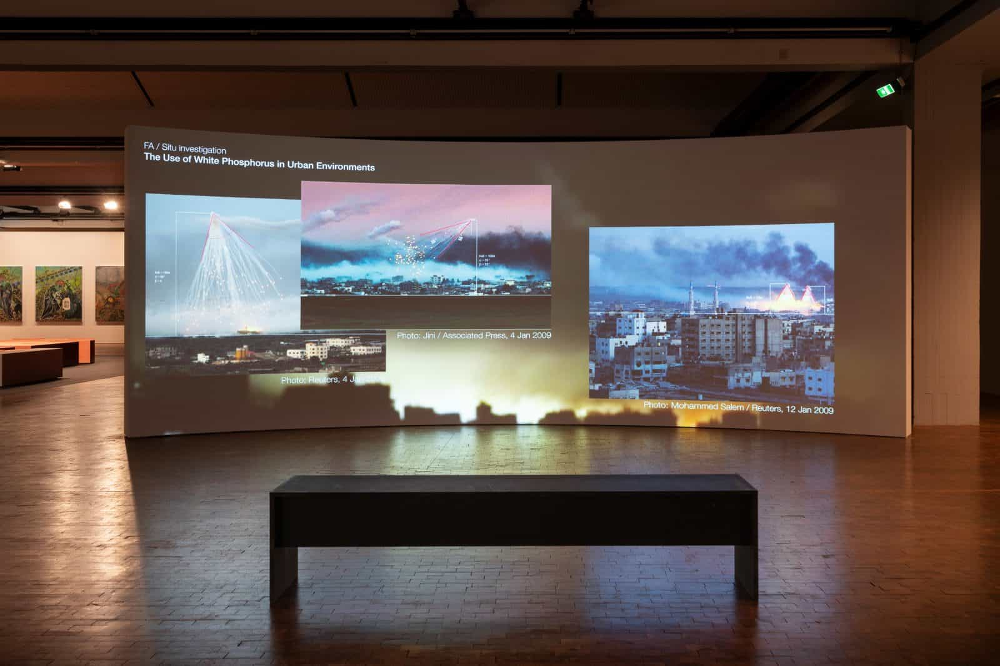 FA / Situ investigation
The Use of White Phosphorus in Urban Environments
Photo: Jini / Associated Press, 4 Jan 2009
Photo: Reuters, 4 Jan
Photo: Mohammed Salem / Reuters, 12 Jan 2009